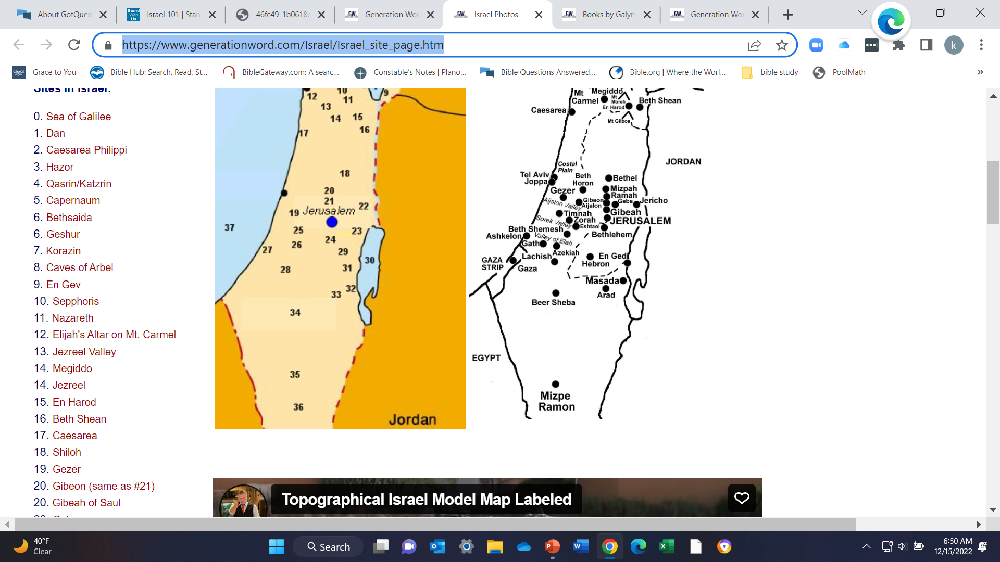 About GotQues
Israel 101 | Stan
46fc49_1b0618c
Generation Wor
Israel Photos
Books by Galyn
Generation Wor
https://www.generationword.com/Israel/Israel_site_page.htm
k
Grace to You
Bible Hub: Search, Read, St...
BibleGateway.com: A searc...
Constable's Notes | Plano...
Bible Questions Answered...
Bible.org | Where the Worl...
bible study
PoolMath
»
Sites in Israel:
0. Sea of Galilee
1. Dan
2. Caesarea Philippi
3. Hazor
4. Qasrin/Katzrin
5. Capernaum
6. Bethsaida
6. Geshur
7. Korazin
8. Caves of Arbel
9. En Gev
10. Sepphoris
11. Nazareth
12. Elijah's Altar on Mt. Carmel
13. Jezreel Valley
14. Megiddo
14. Jezreel
15. En Harod
16. Beth Shean
17. Caesarea
18. Shiloh
19. Gezer
20. Gibeon (same as #21)
20. Gibeah of Saul
10
9
12
11
13
14
15
16
17
18
20
21
22
19
Jerusalem
37
25
23
24
26
27
29
30
28
31
32
33
34
35
36
Jordan
Mt
Carmel
Megiddo
Mt
Moreh
En Harod
Beth Shean
Caesarea
Mt Gilboa
JORDAN
Costal
Plain
Tel Aviv
Joppa
Beth
Horon
Bethel
Mizpah
Ramah
Gezer
Gibeon
Geba
Jericho
Aijalon Valley
Aijalon
Gibeah
Timnah
Zorah
JERUSALEM
Sorek Valley
Eshtaol
Beth Shemesh
Bethlehem
Ashkelon
Valley of Elah
Gath
Azekiah
GAZA
STRIP
Lachish
En Gedi
Hebron
Gaza
Masada
Arad
Beer Sheba
EGYPT
Mizpe
Ramon
Topographical Israel Model Map Labeled
40°F
Clear
Search
6:50 AM
12/15/2022